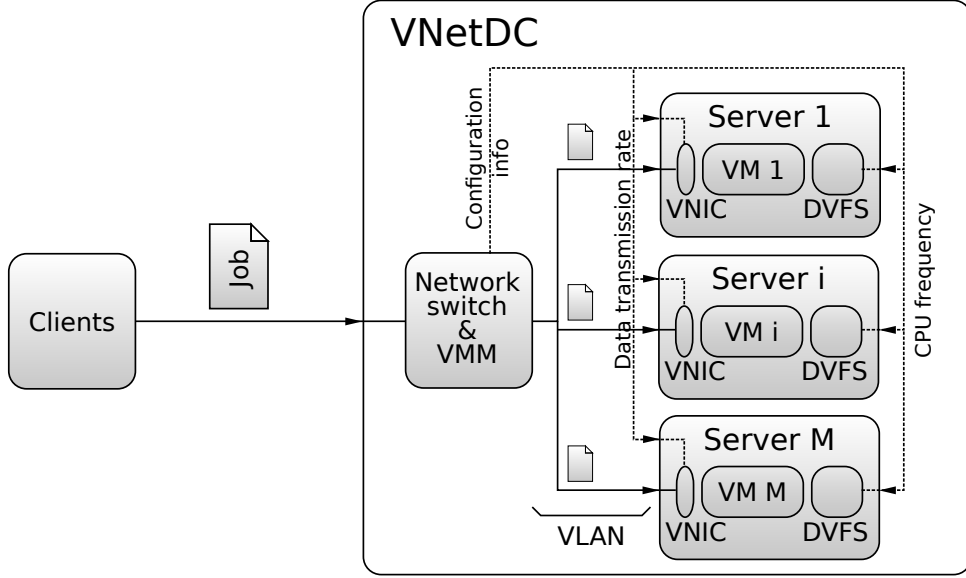 VNetDC
Configuration
info
Data transmission rate
CPU frequency
Server 1
VM 1
VNIC
DVFS
Job
Clients
Network
switch
&
VMM
Server i
VM i
VNIC
DVFS
Server M
VM M
VNIC
DVFS
VLAN